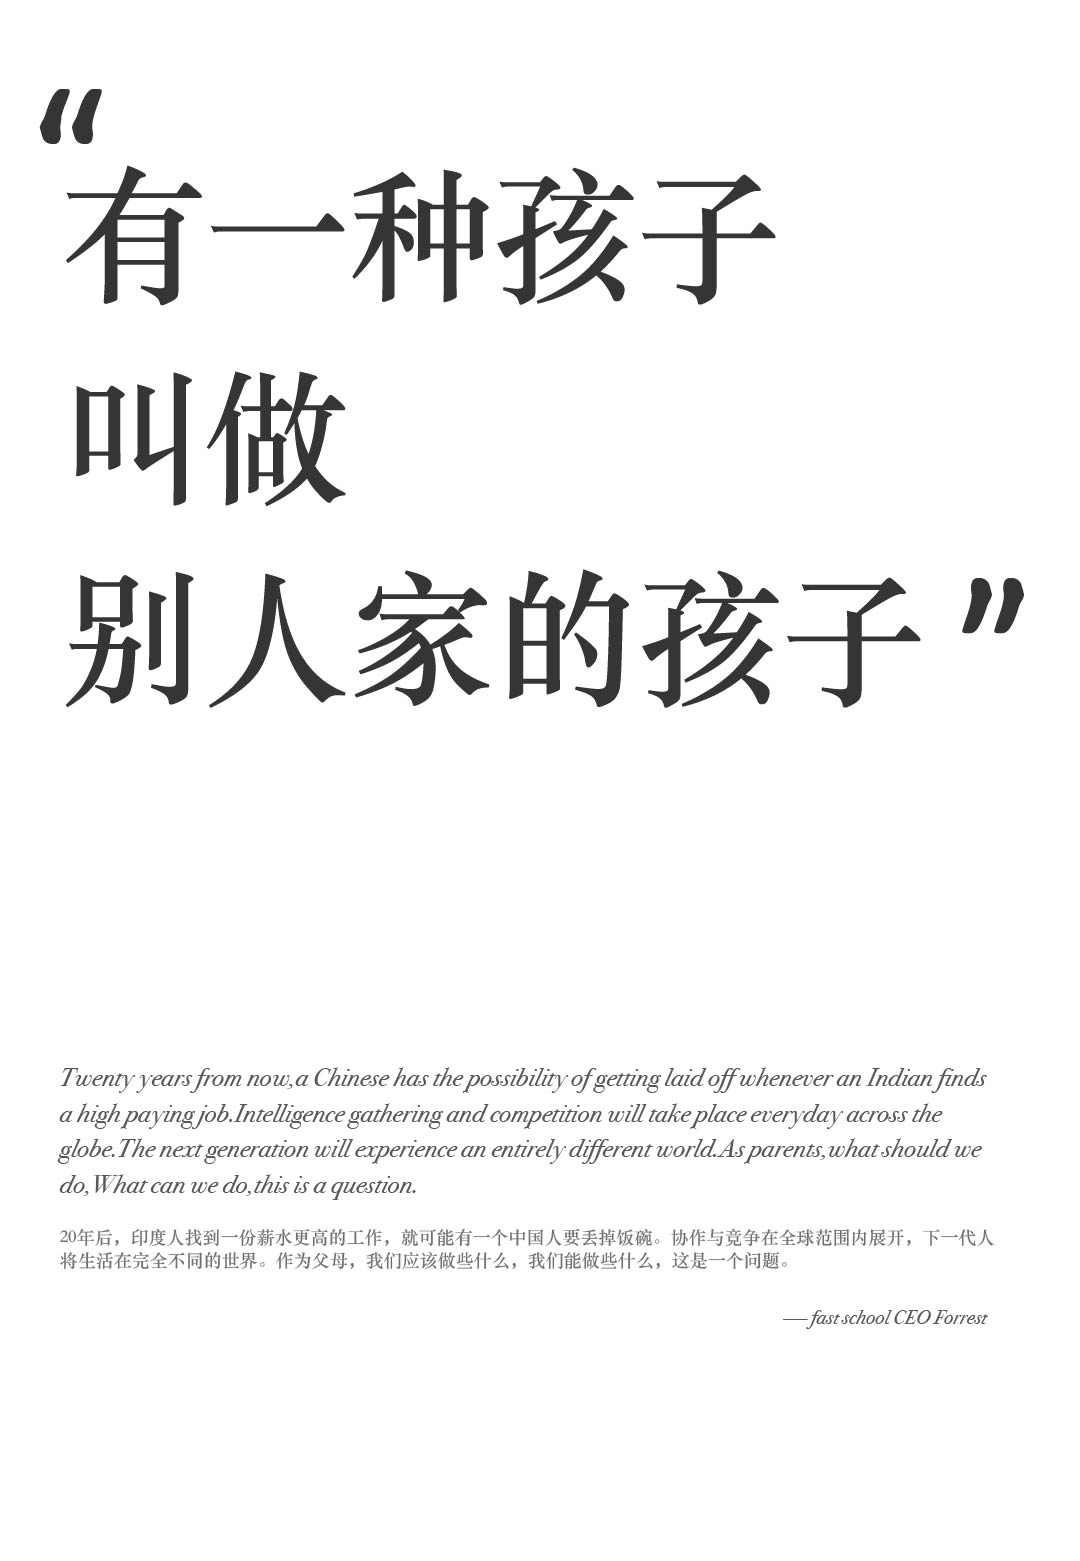 “有一种孩子
叫做
别人家的孩子”
Twenty years from now,a Chinese has the possibility of getting laid off whenever an Indian finds
a high paying job.Intelligence gathering and competition will take place everyday across the
globe.The next generation will experience an entirely different world.As parents,what should we
do,What can we do,this is a question.
20年后，印度人找到一份薪水更高的工作，就可能有一个中国人要丢掉饭碗。协作与竞争在全球范围内展开，下一代人
将生活在完全不同的世界。作为父母，我们应该做些什么，我们能做些什么，这是一个问题。
— fast school CEO Forrest